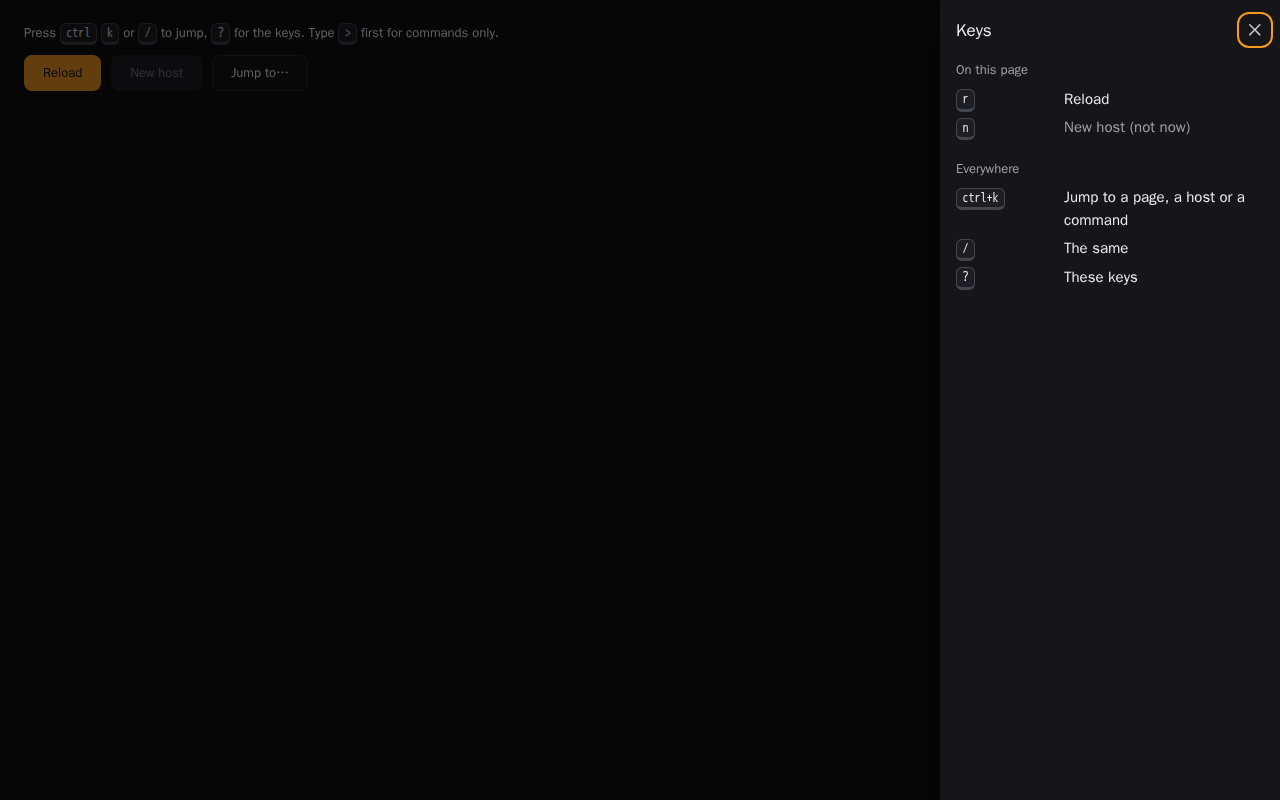 Press ctrl k or / to jump, ? for the keys. Type > first for commands only.
Reload New host Jump to…
Keys
On this page
r Reload
n New host (not now)
Everywhere
ctrl+k Jump to a page, a host or a
command
/ The same
? These keys